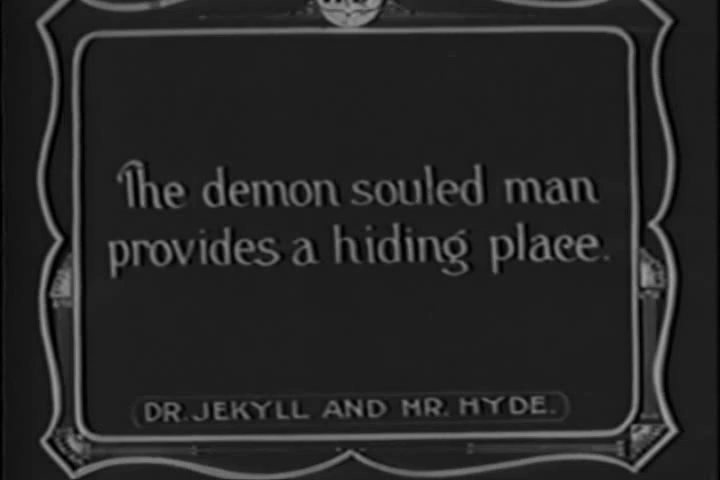 The demon souled man
provides a hiding place.
DR. JEKYLL AND MR. HYDE.